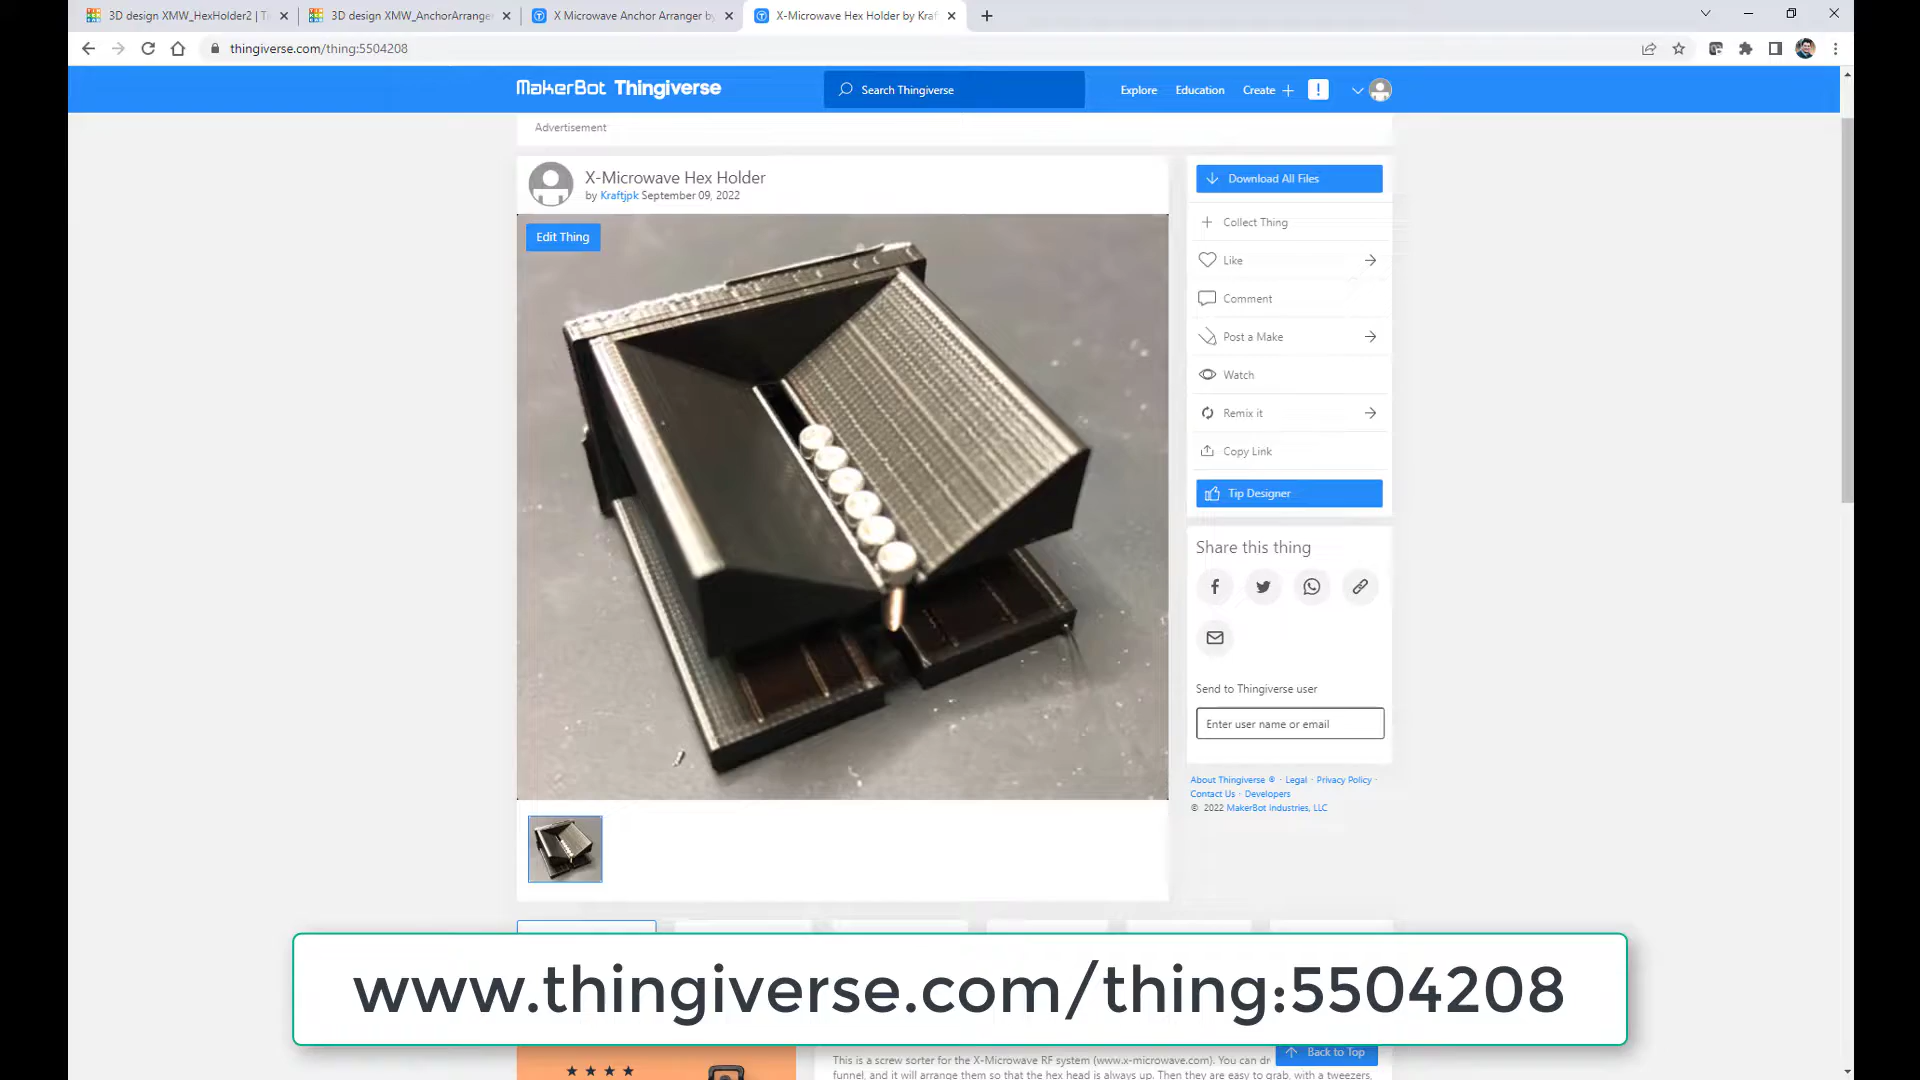 3D design XMW_HexHolder2 | Ti
3D design XMW_AnchorArranger
X Microwave Anchor Arranger by
X-Microwave Hex Holder by Kraf
thingiverse.com/thing:5504208
MakerBot Thingiverse
Search Thingiverse
Explore
Education
Create
Advertisement
X-Microwave Hex Holder
by Kraftjpk September 09, 2022
Edit Thing
Download All Files
Collect Thing
Like
Comment
Post a Make
Watch
Remix it
Copy Link
Tip Designer
Share this thing
Send to Thingiverse user
Enter user name or email
About Thingiverse ® · Legal · Privacy Policy ·
Contact Us · Developers
© 2022 MakerBot Industries, LLC
www.thingiverse.com/thing:5504208
This is a screw sorter for the X-Microwave RF system (www.x-microwave.com). You can dr
Back to Top
funnel, and it will arrange them so that the hex head is always up. Then they are easy to grab, with a tweezers,